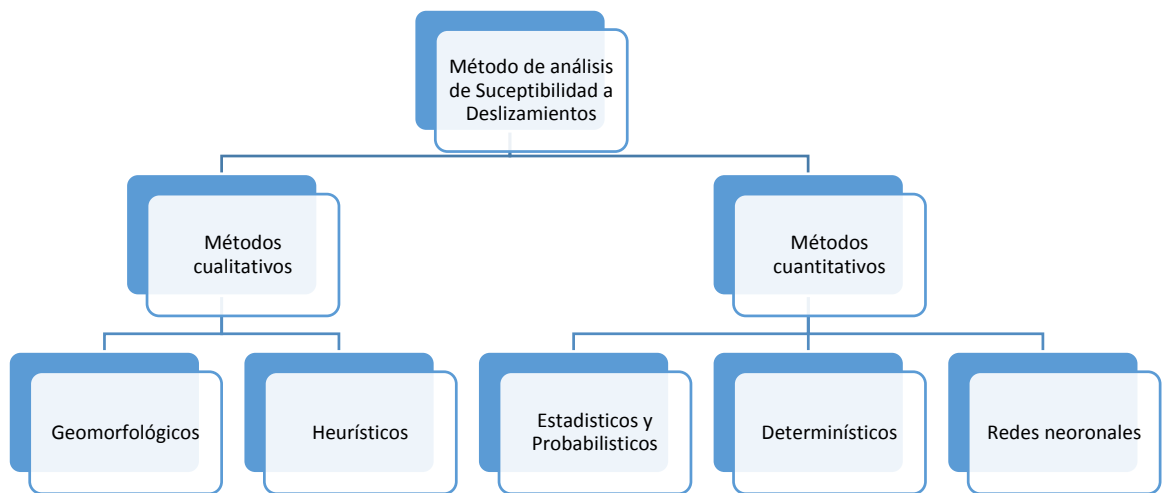 Método de análisis
de Suceptibilidad a
Deslizamientos
Métodos
cualitativos
Métodos
cuantitativos
Geomorfológicos
Heurísticos
Estadisticos y
Probabilisticos
Determinísticos
Redes neoronales